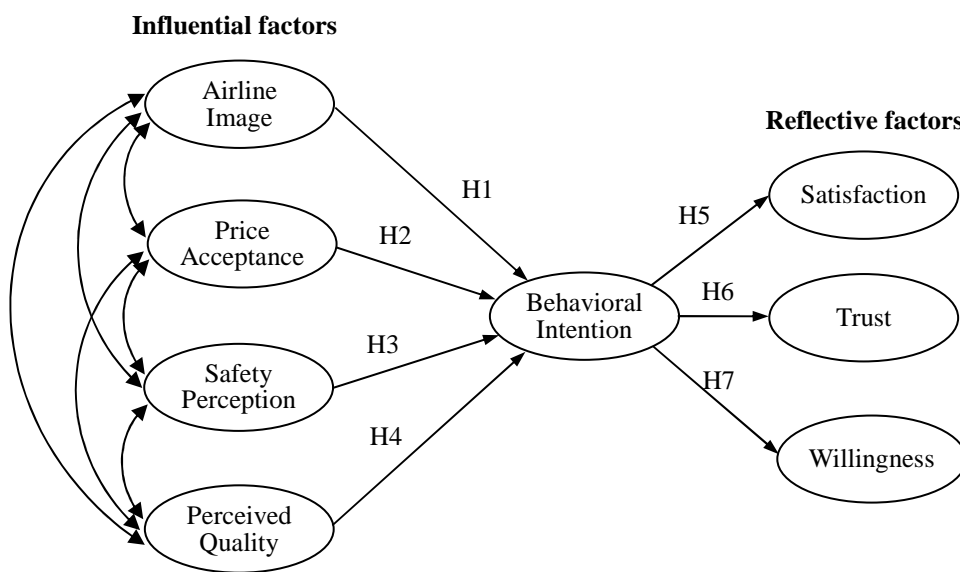 Influential factors
Airline
Image
Reflective factors
H1
Satisfaction
H5
Price
Acceptance
H2
Behavioral
Intention
H6
Trust
H3
Safety
Perception
H7
H4
Willingness
Perceived
Quality